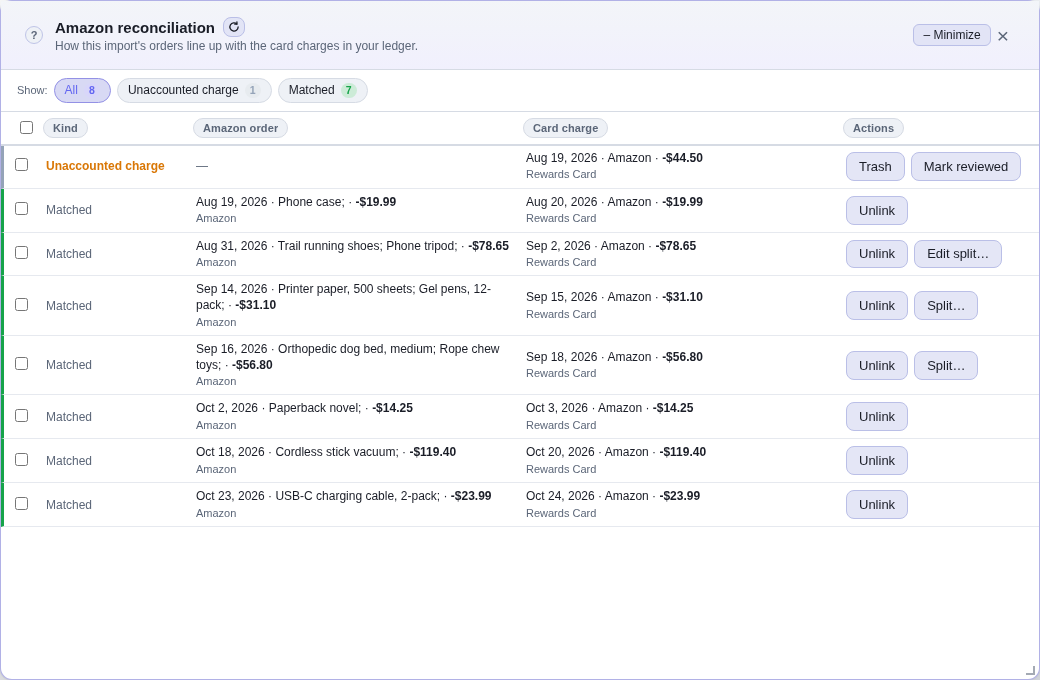 ? Amazon reconciliation
How this import's orders line up with the card charges in your ledger.
– Minimize ×
Show: All 8 Unaccounted charge 1 Matched 7
Kind Amazon order Card charge Actions
Unaccounted charge — Aug 19, 2026 · Amazon · -$44.50 Trash Mark reviewed
Rewards Card
Matched Aug 19, 2026 · Phone case; · -$19.99 Aug 20, 2026 · Amazon · -$19.99 Unlink
Amazon Rewards Card
Matched Aug 31, 2026 · Trail running shoes; Phone tripod; · -$78.65 Sep 2, 2026 · Amazon · -$78.65 Unlink Edit split…
Amazon Rewards Card
Matched Sep 14, 2026 · Printer paper, 500 sheets; Gel pens, 12-
pack; · -$31.10 Sep 15, 2026 · Amazon · -$31.10 Unlink Split…
Amazon Rewards Card
Matched Sep 16, 2026 · Orthopedic dog bed, medium; Rope chew
toys; · -$56.80 Sep 18, 2026 · Amazon · -$56.80 Unlink Split…
Amazon Rewards Card
Matched Oct 2, 2026 · Paperback novel; · -$14.25 Oct 3, 2026 · Amazon · -$14.25 Unlink
Amazon Rewards Card
Matched Oct 18, 2026 · Cordless stick vacuum; · -$119.40 Oct 20, 2026 · Amazon · -$119.40 Unlink
Amazon Rewards Card
Matched Oct 23, 2026 · USB-C charging cable, 2-pack; · -$23.99 Oct 24, 2026 · Amazon · -$23.99 Unlink
Amazon Rewards Card